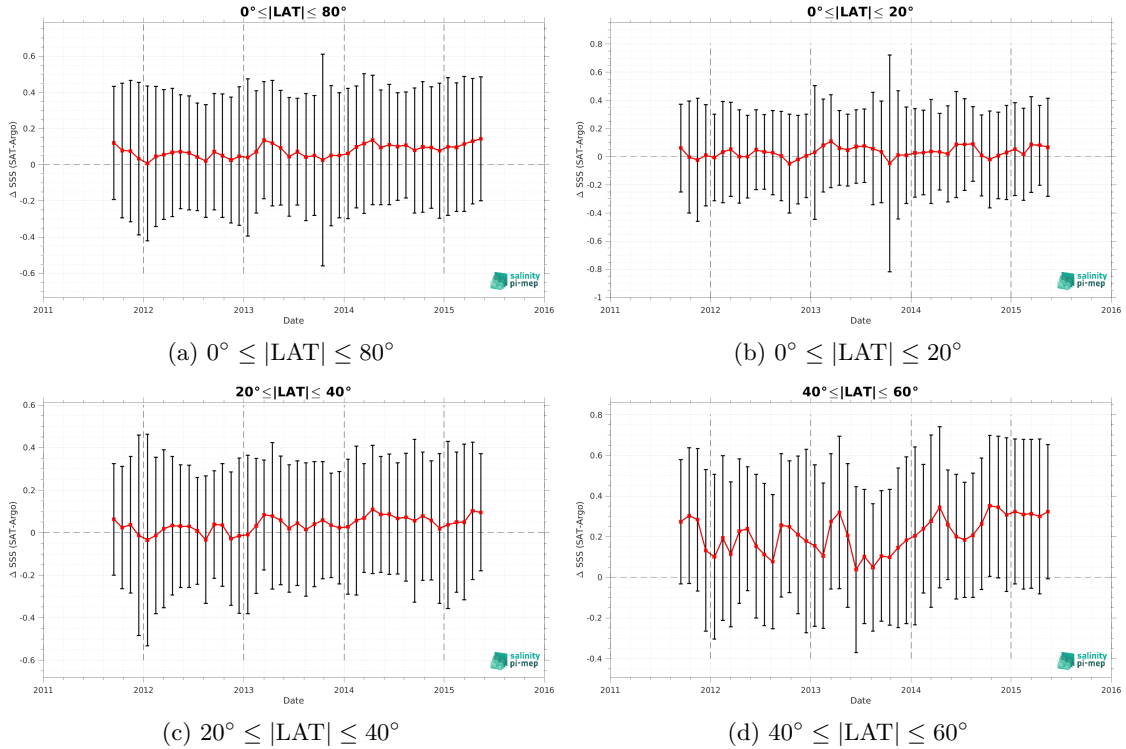 0°≤|LAT|≤ 80°
Δ SSS (SAT-Argo)
0.6
0.4
0.2
0
-0.2
-0.4
-0.6
2011 2012 2013 2014 2015 2016
Date
salinity
pi-mep
(a) 0° ≤ |LAT| ≤ 80°
0°≤|LAT|≤ 20°
Δ SSS (SAT-Argo)
0.8
0.6
0.4
0.2
0
-0.2
-0.4
-0.6
-0.8
-1
2011 2012 2013 2014 2015 2016
Date
salinity
pi-mep
(b) 0° ≤ |LAT| ≤ 20°
20°≤|LAT|≤ 40°
Δ SSS (SAT-Argo)
0.6
0.4
0.2
0
-0.2
-0.4
-0.6
2011 2012 2013 2014 2015 2016
Date
salinity
pi-mep
(c) 20° ≤ |LAT| ≤ 40°
40°≤|LAT|≤ 60°
Δ SSS (SAT-Argo)
0.8
0.6
0.4
0.2
0
-0.2
-0.4
2011 2012 2013 2014 2015 2016
Date
salinity
pi-mep
(d) 40° ≤ |LAT| ≤ 60°